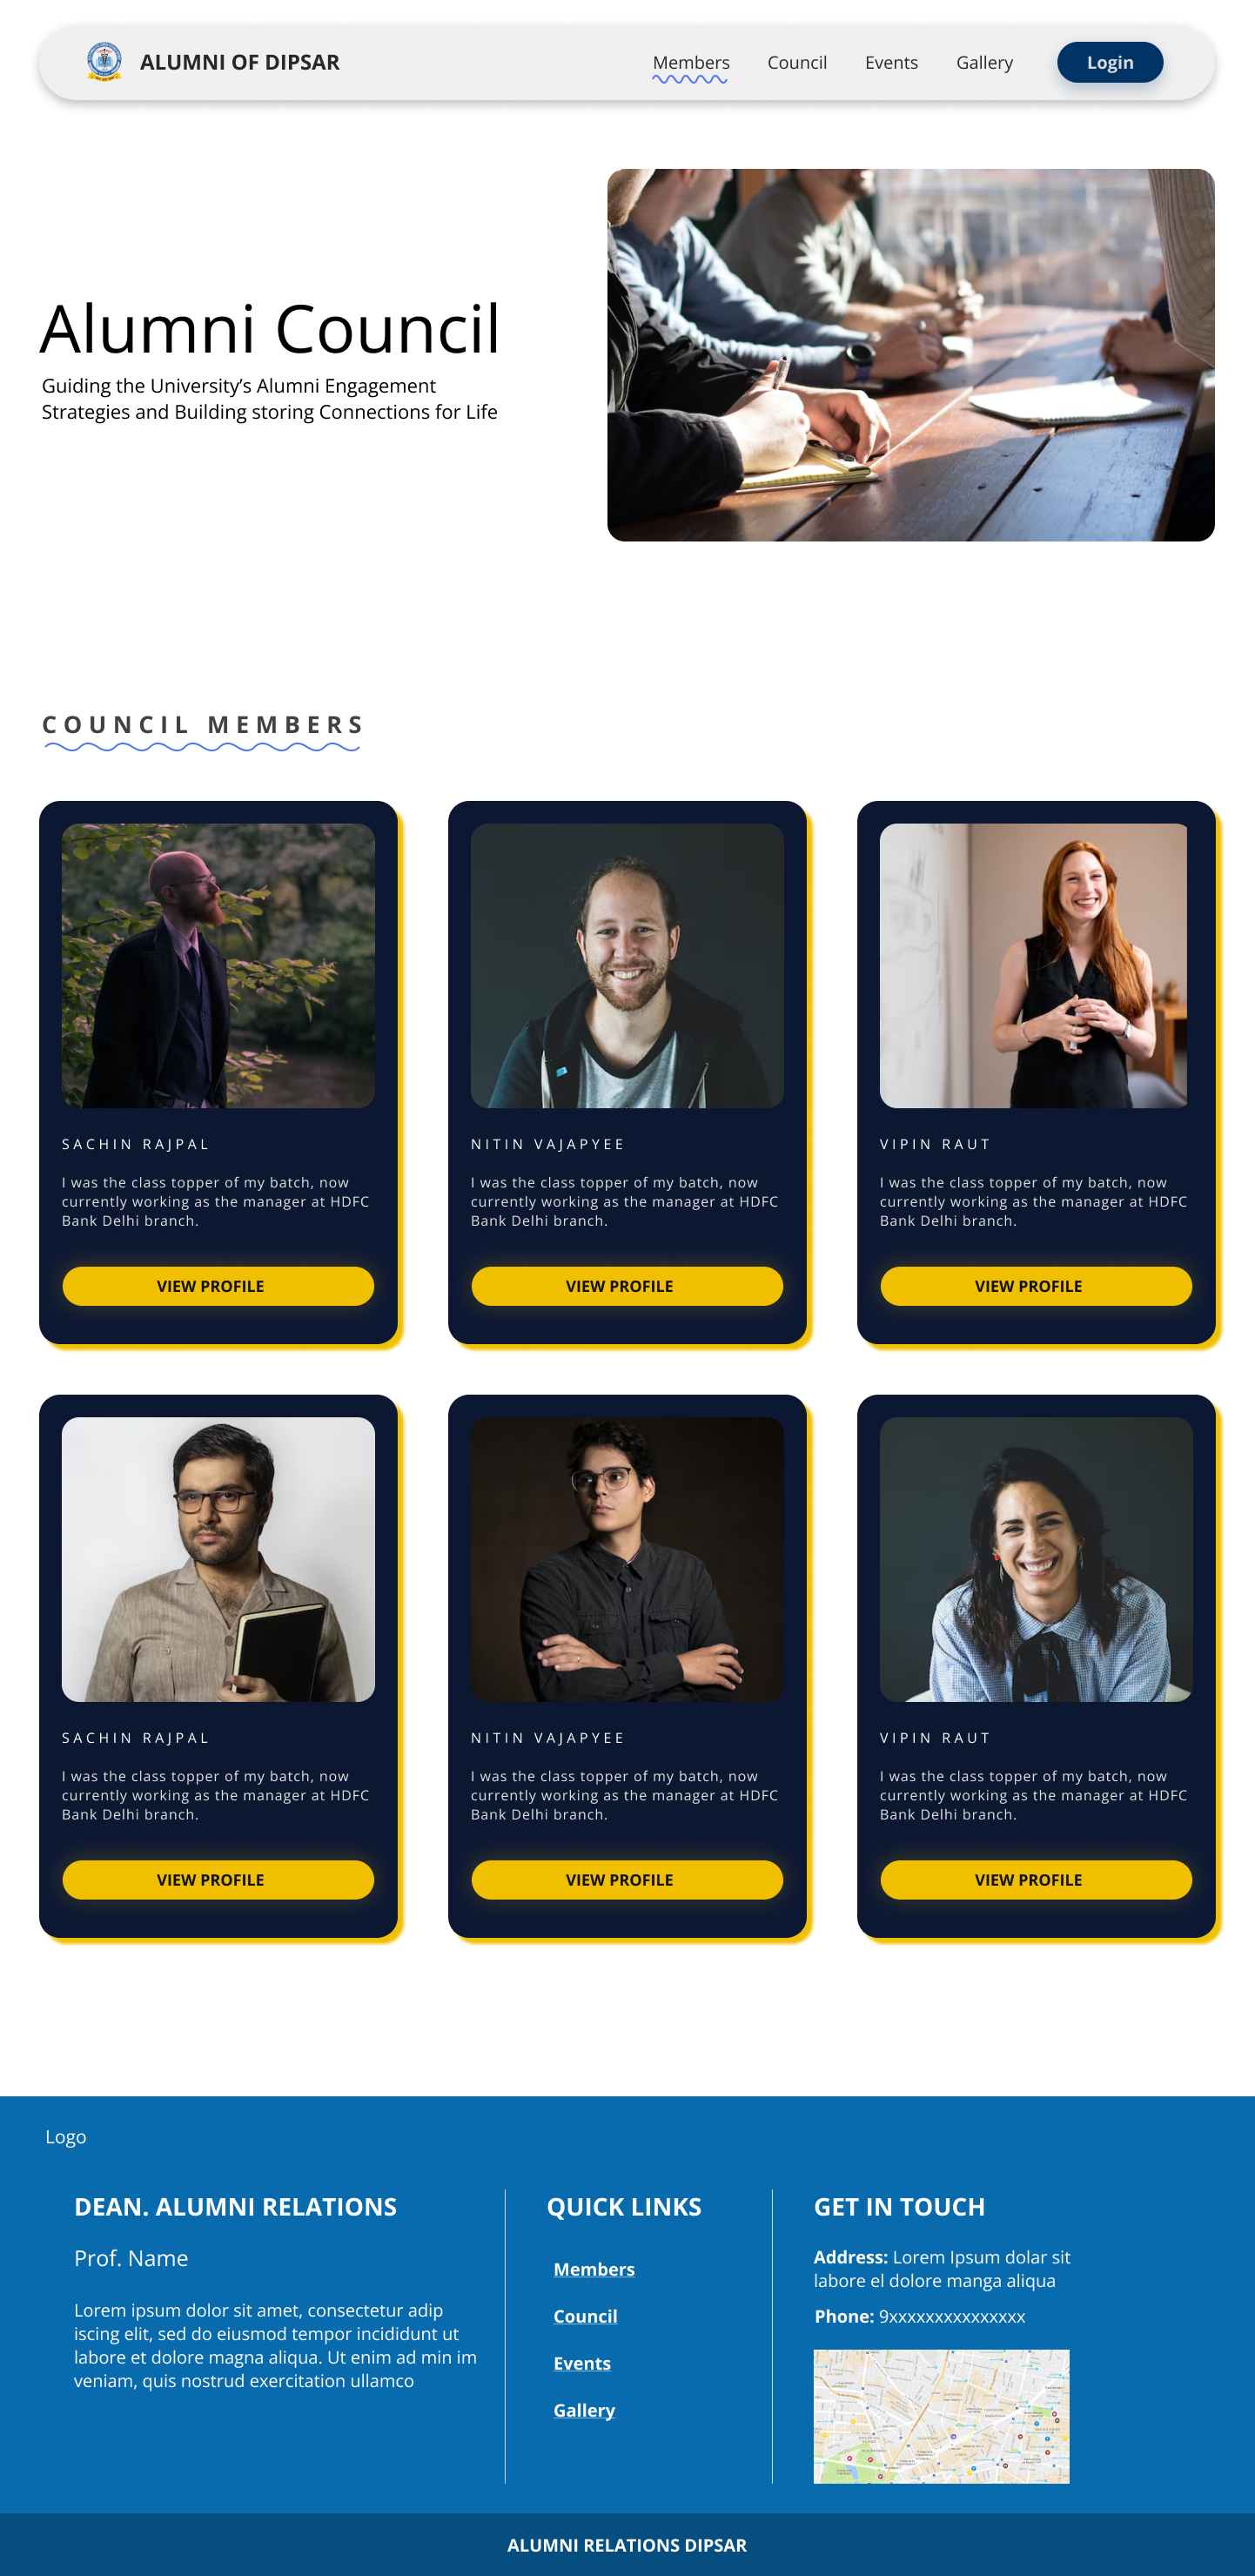 ALUMNI OF DIPSAR
Members
Council
Events
Gallery
Login
Alumni Council
Guiding the University’s Alumni Engagement
Strategies and Building storing Connections for Life
COUNCIL MEMBERS
SACHIN RAJPAL
I was the class topper of my batch, now
currently working as the manager at HDFC
Bank Delhi branch.
VIEW PROFILE
NITIN VAJAPYEE
I was the class topper of my batch, now
currently working as the manager at HDFC
Bank Delhi branch.
VIEW PROFILE
VIPIN RAUT
I was the class topper of my batch, now
currently working as the manager at HDFC
Bank Delhi branch.
VIEW PROFILE
SACHIN RAJPAL
I was the class topper of my batch, now
currently working as the manager at HDFC
Bank Delhi branch.
VIEW PROFILE
NITIN VAJAPYEE
I was the class topper of my batch, now
currently working as the manager at HDFC
Bank Delhi branch.
VIEW PROFILE
VIPIN RAUT
I was the class topper of my batch, now
currently working as the manager at HDFC
Bank Delhi branch.
VIEW PROFILE
Logo
DEAN. ALUMNI RELATIONS
Prof. Name
Lorem ipsum dolor sit amet, consectetur adip
iscing elit, sed do eiusmod tempor incididunt ut
labore et dolore magna aliqua. Ut enim ad min im
veniam, quis nostrud exercitation ullamco
QUICK LINKS
Members
Council
Events
Gallery
GET IN TOUCH
Address: Lorem Ipsum dolar sit
labore el dolore manga aliqua
Phone: 9xxxxxxxxxxxxxxx
ALUMNI RELATIONS DIPSAR